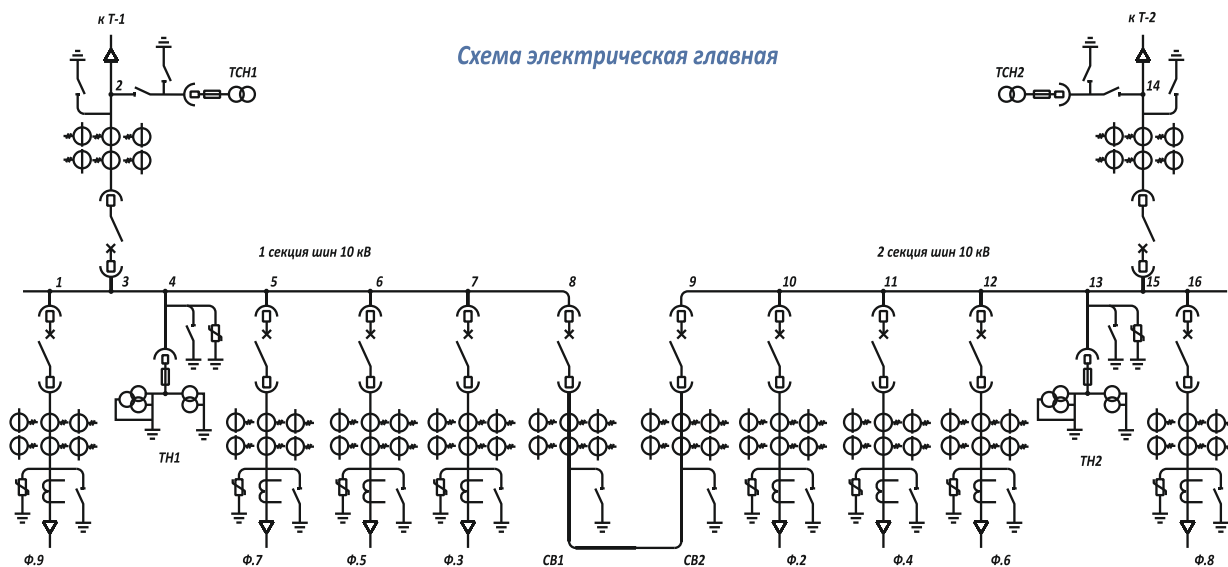 к Т-1
к Т-2
Схема электрическая главная
ТСН1
ТСН2
2
14
1 секция шин 10 кВ
2 секция шин 10 кВ
1
3
4
5
6
7
8
9
10
11
12
13
15
16
ТН1
ТН2
Ф.9
Ф.7
Ф.5
Ф.3
СВ1
СВ2
Ф.2
Ф.4
Ф.6
Ф.8